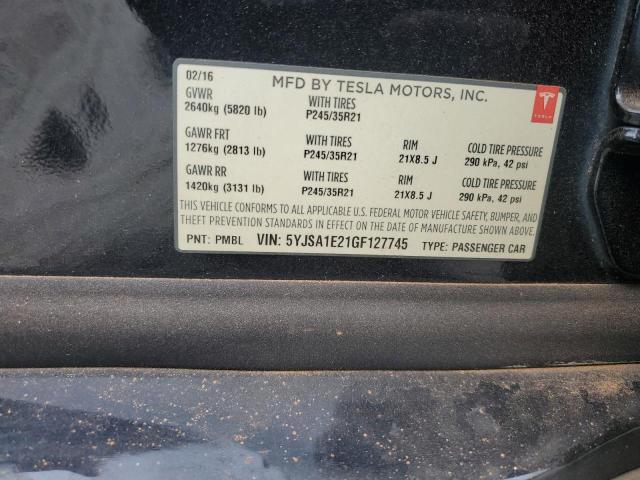 02/16
MFD BY TESLA MOTORS, INC.
TESLA
GVWR WITH TIRES
2640kg (5820 lb) P245/35R21
GAWR FRT WITH TIRES RIM COLD TIRE PRESSURE
1276kg (2813 lb) P245/35R21 21X8.5 J 290 kPa, 42 psi
GAWR RR WITH TIRES RIM COLD TIRE PRESSURE
1420kg (3131 lb) P245/35R21 21X8.5 J 290 kPa, 42 psi
THIS VEHICLE CONFORMS TO ALL APPLICABLE U.S. FEDERAL MOTOR VEHICLE SAFETY, BUMPER, AND
THEFT PREVENTION STANDARDS IN EFFECT ON THE DATE OF MANUFACTURE SHOWN ABOVE.
PNT: PMBL VIN: 5YJSA1E21GF127745 TYPE: PASSENGER CAR